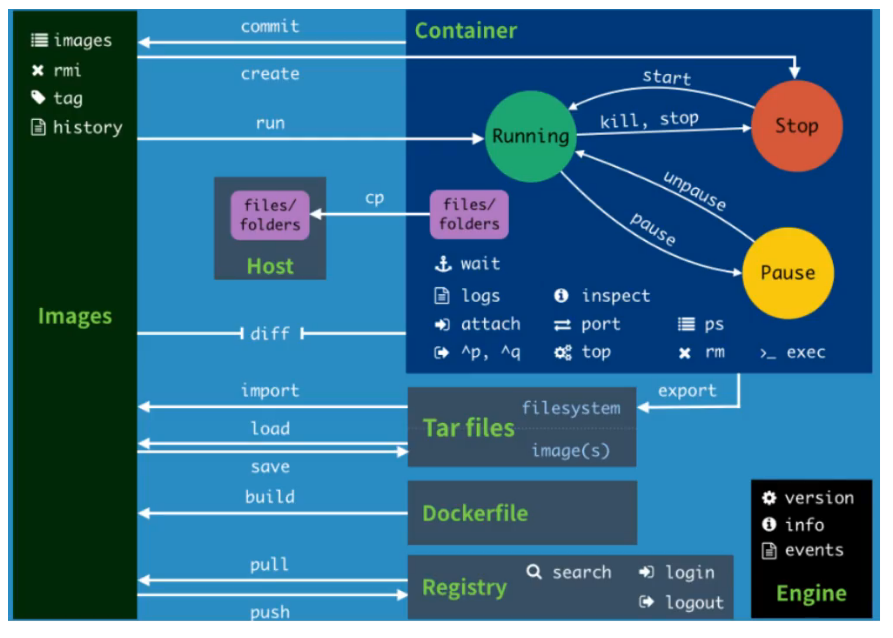 images
rmi
tag
history
Images
commit
create
run
Container
start
kill, stop
Running
Stop
unpause
pause
Pause
files/
folders
Host
cp
files/
folders
wait
logs
inspect
attach
port
ps
^p, ^q
top
rm
>_ exec
diff
import
load
save
export
filesystem
Tar files
image(s)
build
Dockerfile
pull
push
Registry
search
login
logout
version
info
events
Engine